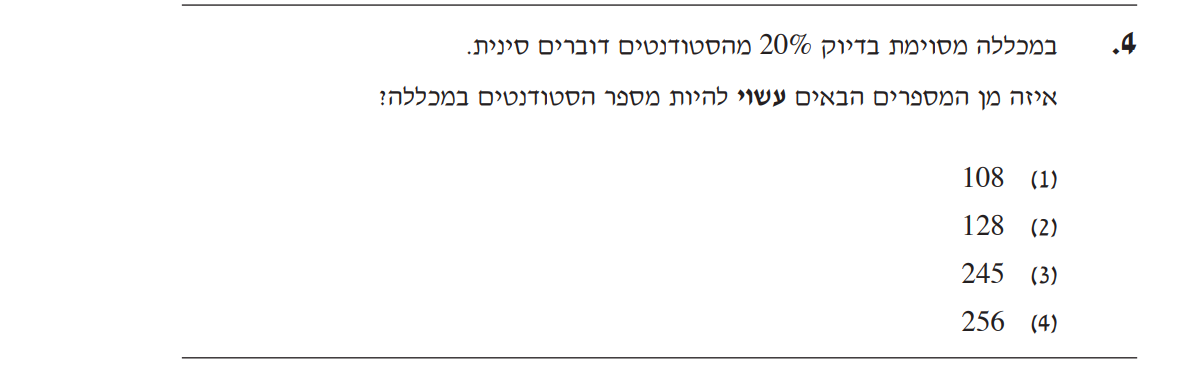 4. במכללה מסוימת בדיוק 20% מהסטודנטים דוברים סינית.
איזה מן המספרים הבאים עשוי להיות מספר הסטודנטים במכללה?
(1) 108
(2) 128
(3) 245
(4) 256